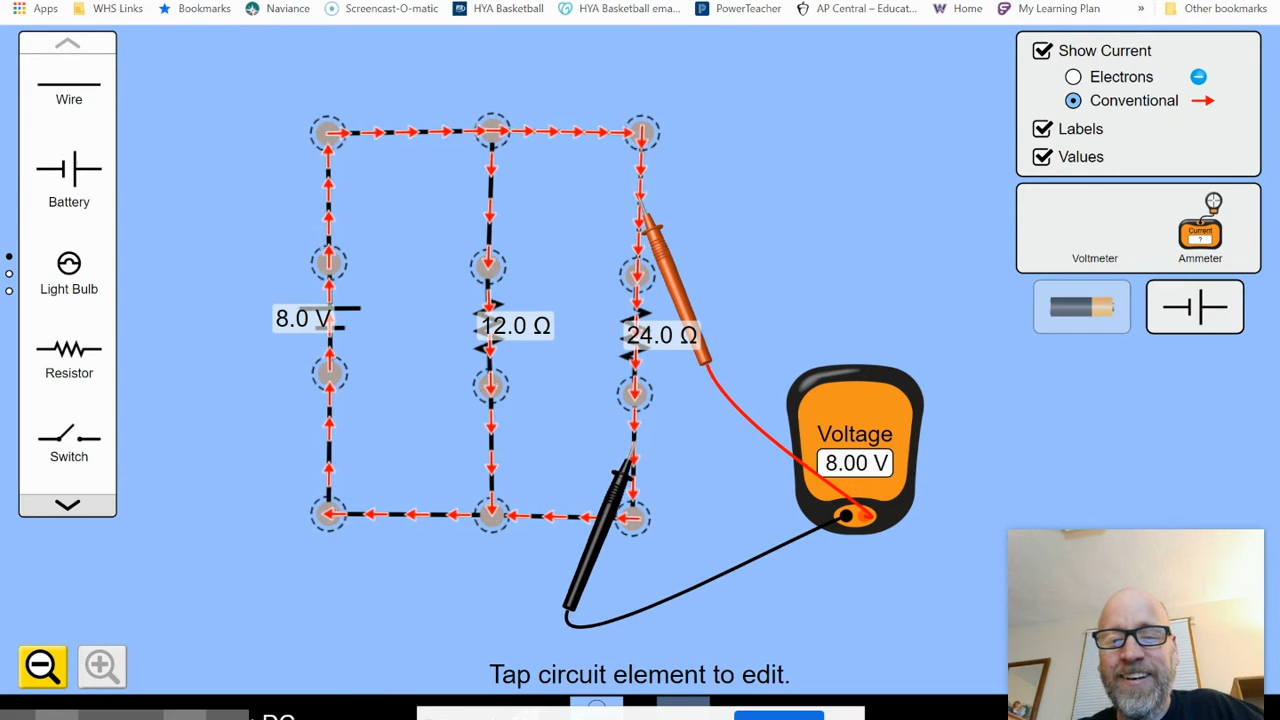 Apps WHS Links Bookmarks Naviance Screencast-O-matic HYA Basketball HYA Basketball ema... PowerTeacher AP Central – Educat... Home My Learning Plan » Other bookmarks
Wire
Battery
Light Bulb
Resistor
Switch
8.0 V
12.0 Ω
24.0 Ω
Voltage
8.00 V
Show Current
Electrons
Conventional
Labels
Values
Voltmeter
Current
?
Ammeter
Tap circuit element to edit.
DC